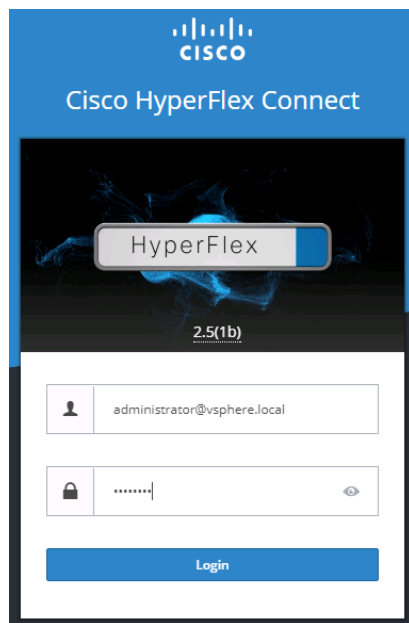 CISCO
Cisco HyperFlex Connect
HyperFlex
2.5(1b)
administrator@vsphere.local
Login